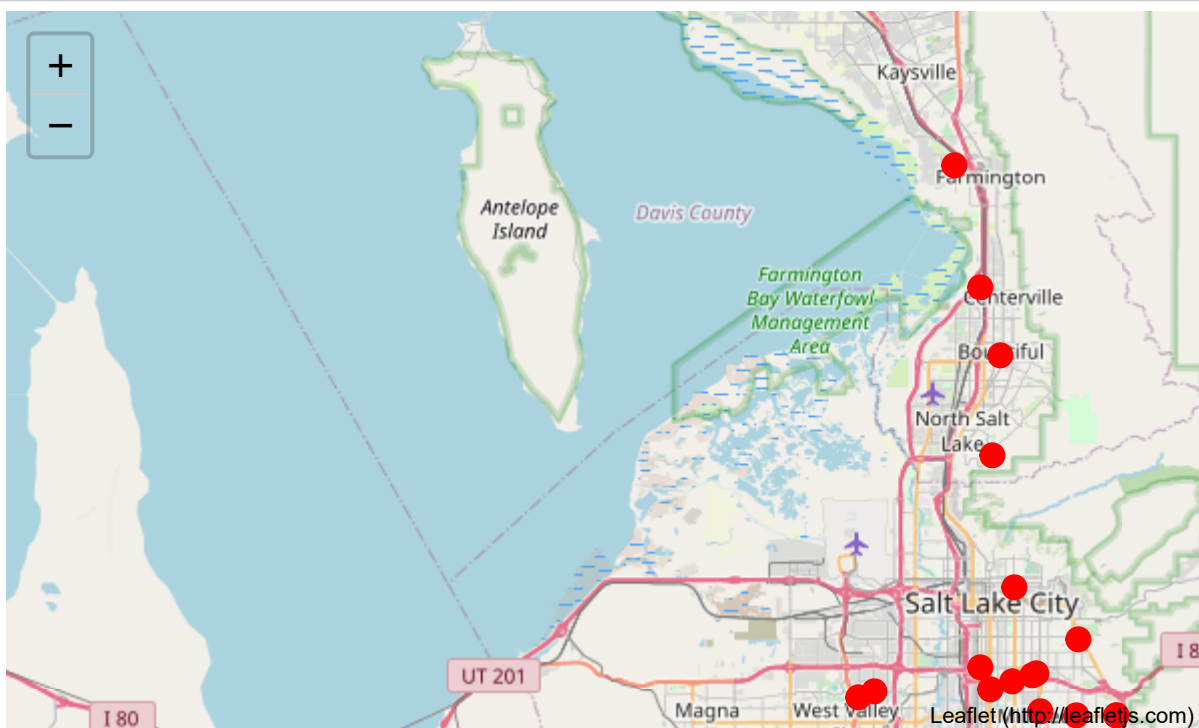 +
−
Kaysville
Farmington
Antelope
Island
Davis County
Farmington
Bay Waterfowl
Management
Area
Centerville
Bountiful
North Salt
Lake
Salt Lake City
UT 201
I 8
I 80
Magna
West Valley
Leaflet (http://leafletjs.com)